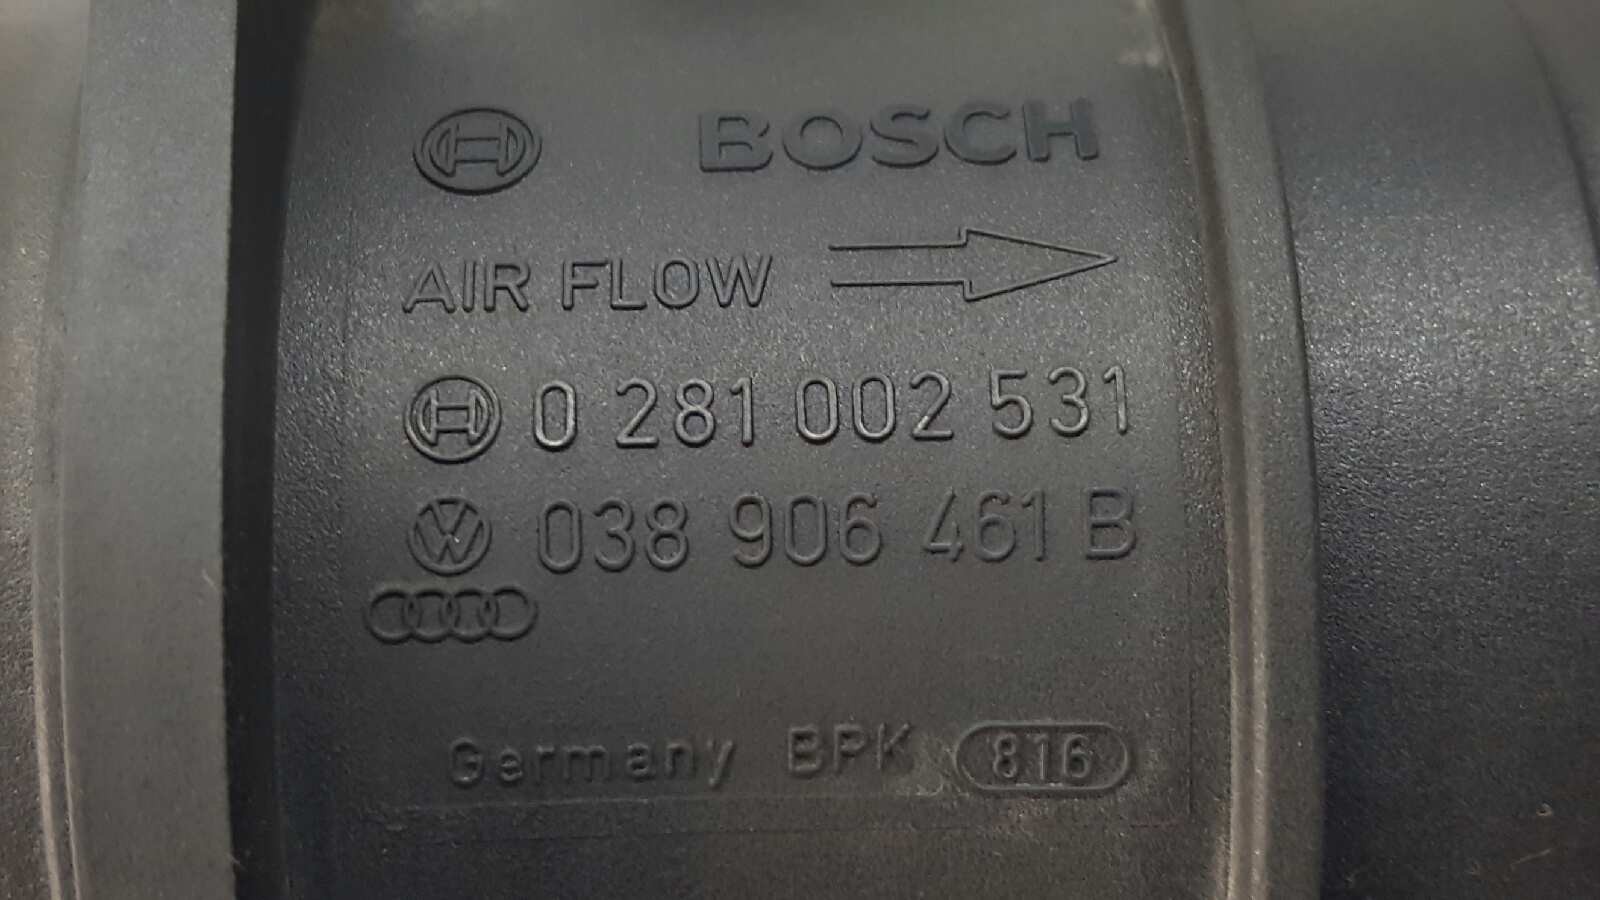 BOSCH
AIR FLOW
0 281 002 531
038 906 461 B
Germany BPK 816